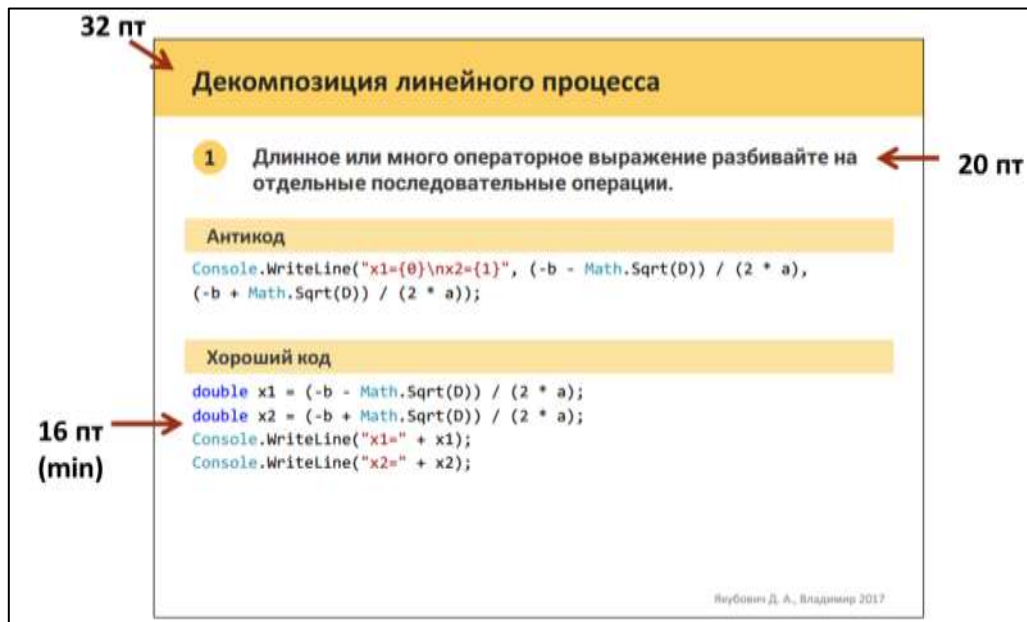 32 пт
Декомпозиция линейного процесса
1 Длинное или много операторное выражение разбивайте на
отдельные последовательные операции.
20 пт
Антикод
Console.WriteLine("x1={0}\nx2={1}", (-b - Math.Sqrt(D)) / (2 * a),
(-b + Math.Sqrt(D)) / (2 * a));
Хороший код
double x1 = (-b - Math.Sqrt(D)) / (2 * a);
double x2 = (-b + Math.Sqrt(D)) / (2 * a);
Console.WriteLine("x1=" + x1);
Console.WriteLine("x2=" + x2);
16 пт
(min)
Якубович Д. А., Владимир 2017